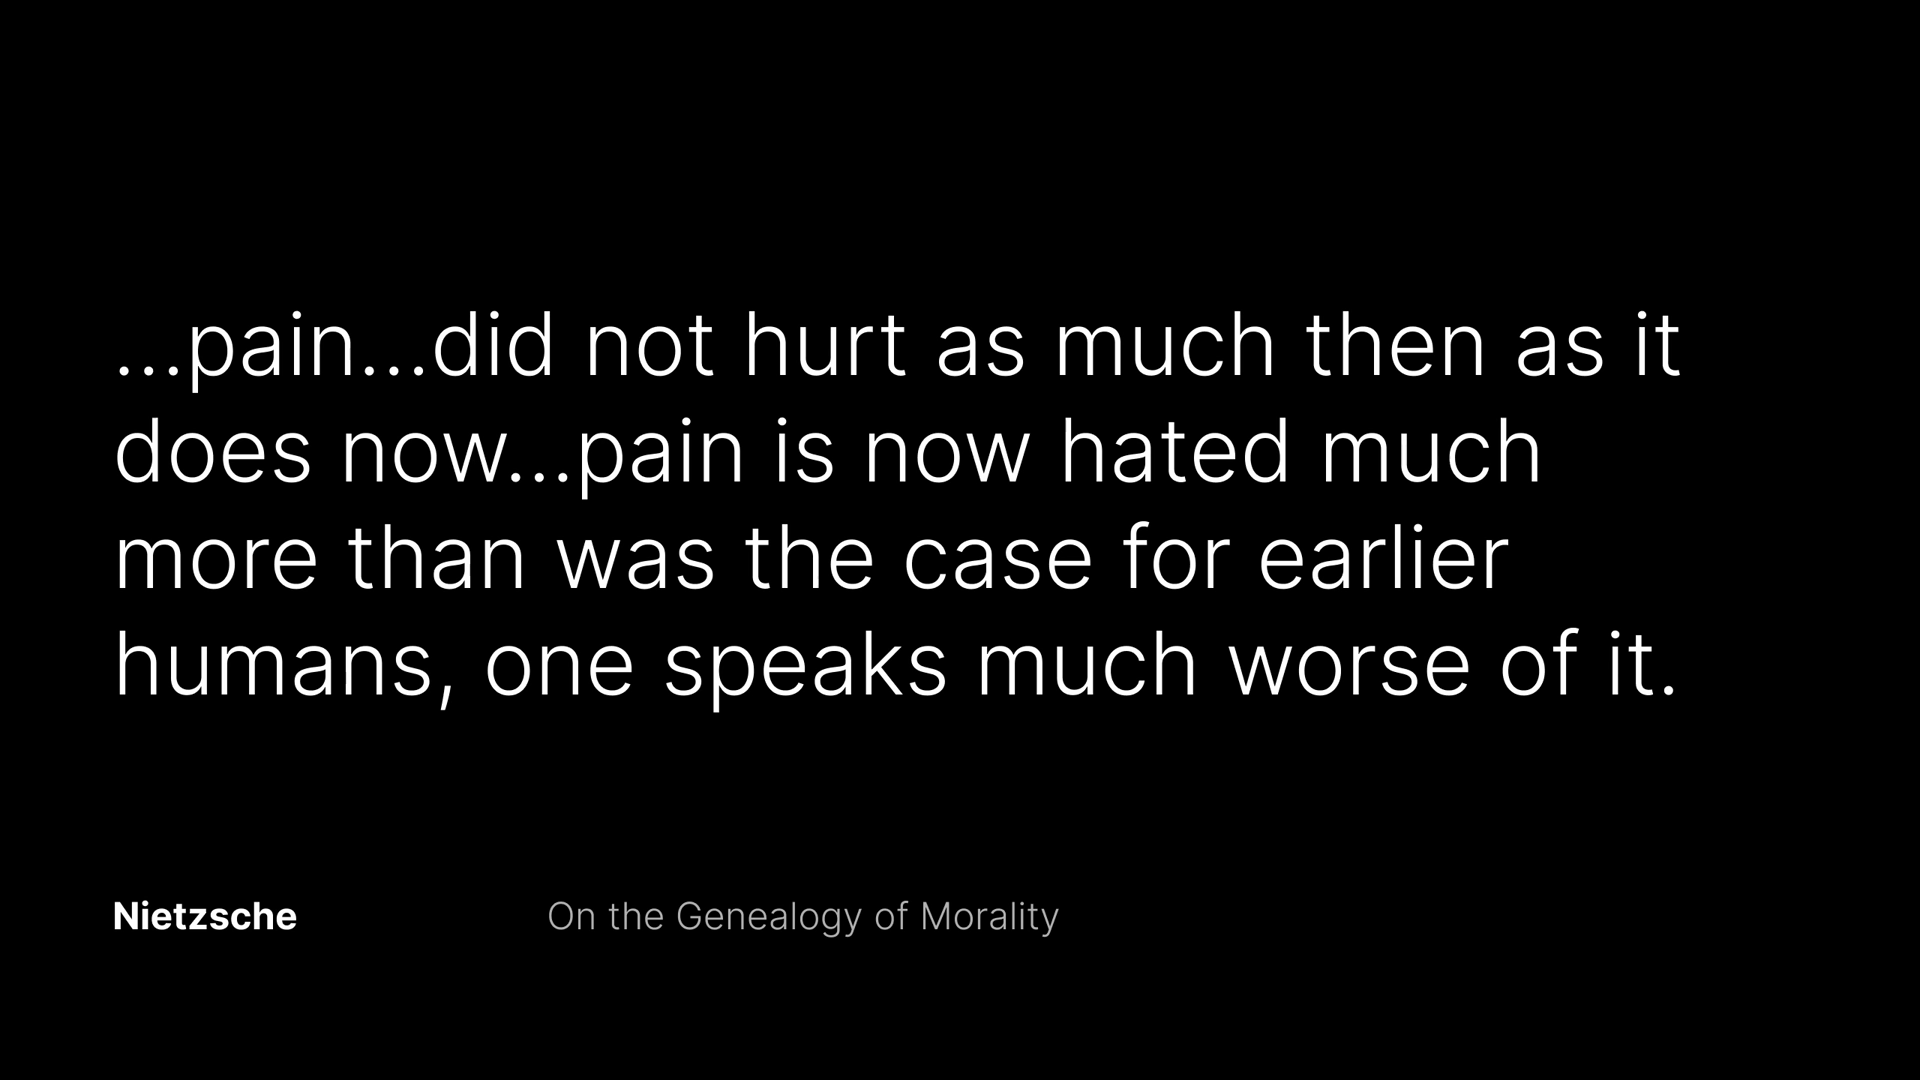 ...pain...did not hurt as much then as it
does now...pain is now hated much
more than was the case for earlier
humans, one speaks much worse of it.
Nietzsche On the Genealogy of Morality